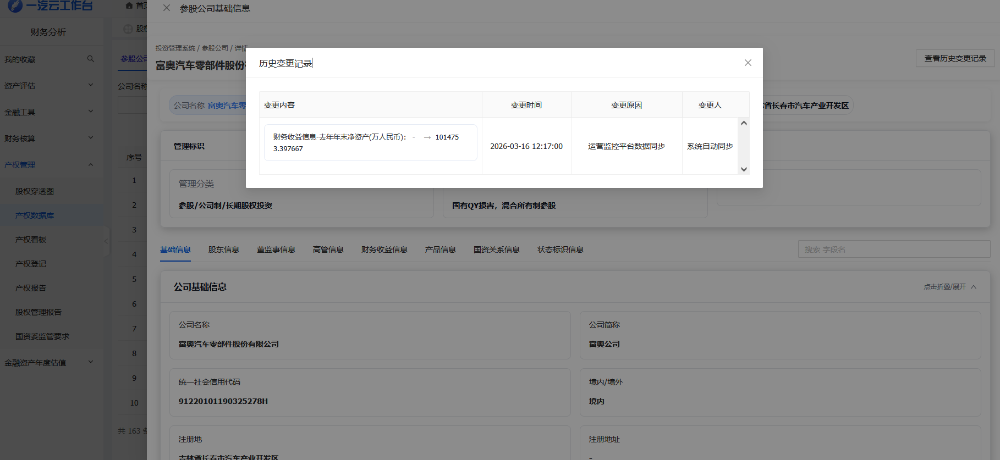 一汽云工作台
首页
参股公司基础信息
财务分析
股权
我的收藏
资产评估
金融工具
财务核算
产权管理
股权穿透图
产权数据库
产权看板
产权登记
产权报告
股权管理报告
国资委监管要求
金融资产年度估值
参股公司
公司名称
序号
1
2
3
4
5
6
7
8
9
10
共 163 条
投资管理系统 / 参股公司 / 详情
富奥汽车零部件股份
查看历史变更记录
公司名称 富奥汽车零
省长春市汽车产业开发区
历史变更记录
变更内容 变更时间 变更原因 变更人
财务收益信息-去年年末净资产(万人民币): - → 101475
3.397667
2026-03-16 12:17:00 运营监控平台数据同步 系统自动同步
管理标识
管理分类
参股/公司制/长期股权投资
国有QY损害，混合所有制参股
基础信息 股东信息 董监事信息 高管信息 财务收益信息 产品信息 国资关系信息 状态标识信息
搜索 字段名
公司基础信息
点击折叠/展开
公司名称
富奥汽车零部件股份有限公司
公司简称
富奥公司
统一社会信用代码
91220101190325278H
境内/境外
境内
注册地
吉林省长春市汽车产业开发区
注册地址
-